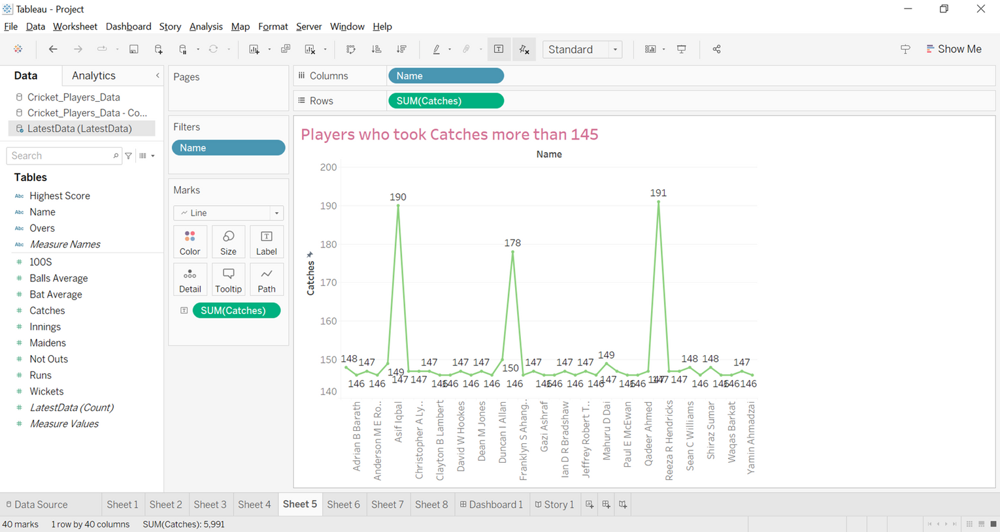 Tableau - Project
File Data Worksheet Dashboard Story Analysis Map Format Server Window Help
Standard
Show Me
Data Analytics
Cricket_Players_Data
Cricket_Players_Data - Co...
LatestData (LatestData)
Search
Tables
Abc Highest Score
Abc Name
Abc Overs
Abc Measure Names
# 100S
# Balls Average
# Bat Average
# Catches
# Innings
# Maidens
# Not Outs
# Runs
# Wickets
# LatestData (Count)
# Measure Values
Pages
Filters
Name
Marks
Line
Color Size Label
Detail Tooltip Path
SUM(Catches)
Columns Name
Rows SUM(Catches)
Players who took Catches more than 145
Name
Catches
200
190
180
170
160
150
140
190
178
191
148 147 147 147 147 147 147 147 149 148 148 147
149 150
147 147 147 147
146 146 146 146 146 146 146 146 146 146
Adrian B Barath
Anderson M E Ro..
Asif Iqbal
Christopher A Ly..
Clayton B Lambert
David W Hookes
Dean M Jones
Duncan I Allan
Franklyn S Ahang..
Gazi Ashraf
Ian D R Bradshaw
Jeffrey Robert T..
Mahuru D Dai
Paul E McEwan
Qadeer Ahmed
Reeza R Hendricks
Sean C Williams
Shiraz Sumar
Waqas Barkat
Yamin Ahmadzai
Data Source Sheet 1 Sheet 2 Sheet 3 Sheet 4 Sheet 5 Sheet 6 Sheet 7 Sheet 8 Dashboard 1 Story 1
40 marks 1 row by 40 columns SUM(Catches): 5,991